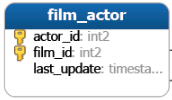 film_actor
actor_id: int2
film_id: int2
last_update: timesta...